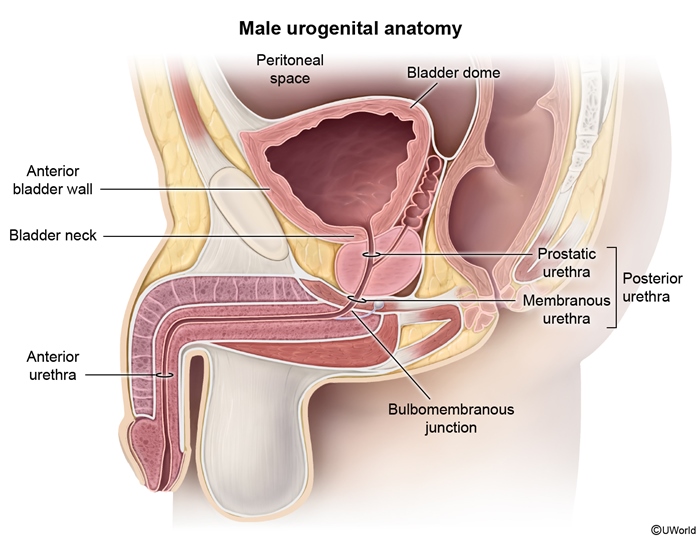 Male urogenital anatomy
Peritoneal
space
Bladder dome
Anterior
bladder wall
Bladder neck
Prostatic
urethra
Membranous
urethra
Posterior
urethra
Anterior
urethra
Bulbomembranous
junction
©UWorld